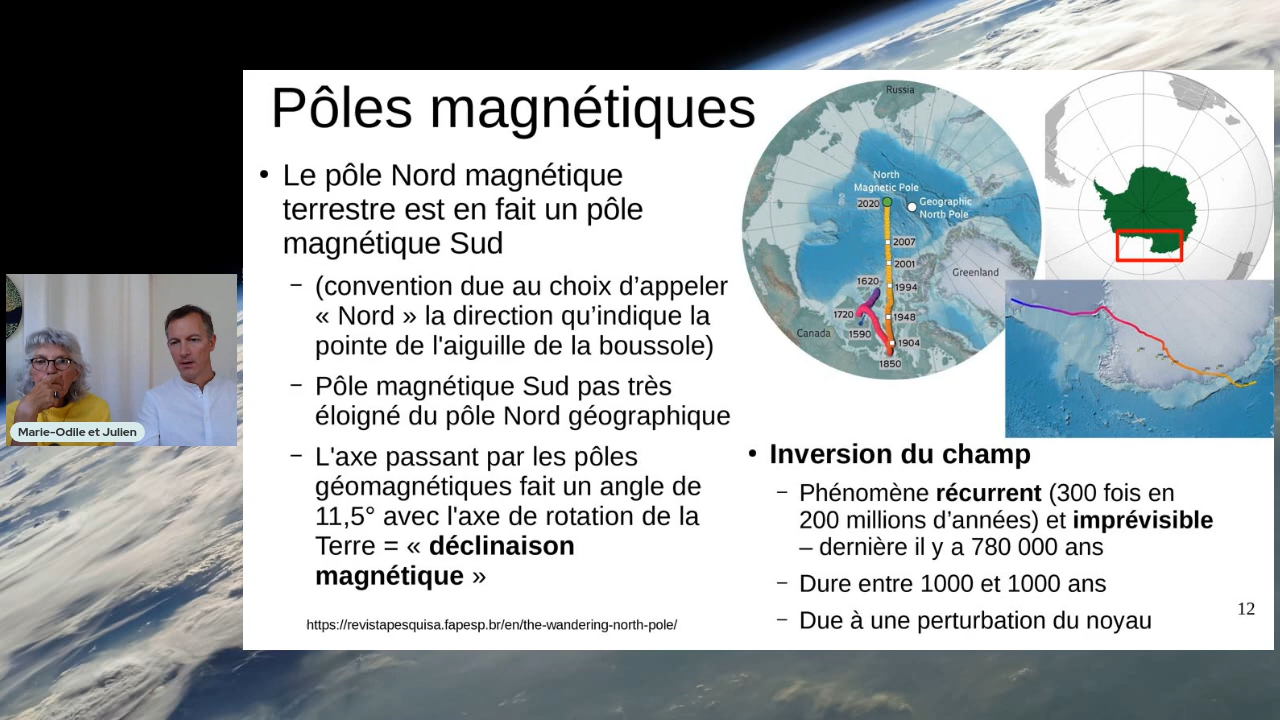 Pôles magnétiques
• Le pôle Nord magnétique
terrestre est en fait un pôle
magnétique Sud
– (convention due au choix d’appeler
« Nord » la direction qu’indique la
pointe de l'aiguille de la boussole)
– Pôle magnétique Sud pas très
éloigné du pôle Nord géographique
– L'axe passant par les pôles
géomagnétiques fait un angle de
11,5° avec l'axe de rotation de la
Terre = « déclinaison
magnétique »
https://revistapesquisa.fapesp.br/en/the-wandering-north-pole/
Russia
North
Magnetic Pole
2020
Geographic
North Pole
2007
2001
Greenland
1620
1994
1720
1948
Canada
1590
1904
1850
• Inversion du champ
– Phénomène récurrent (300 fois en
200 millions d’années) et imprévisible
– dernière il y a 780 000 ans
– Dure entre 1000 et 1000 ans
– Due à une perturbation du noyau
12
Marie-Odile et Julien